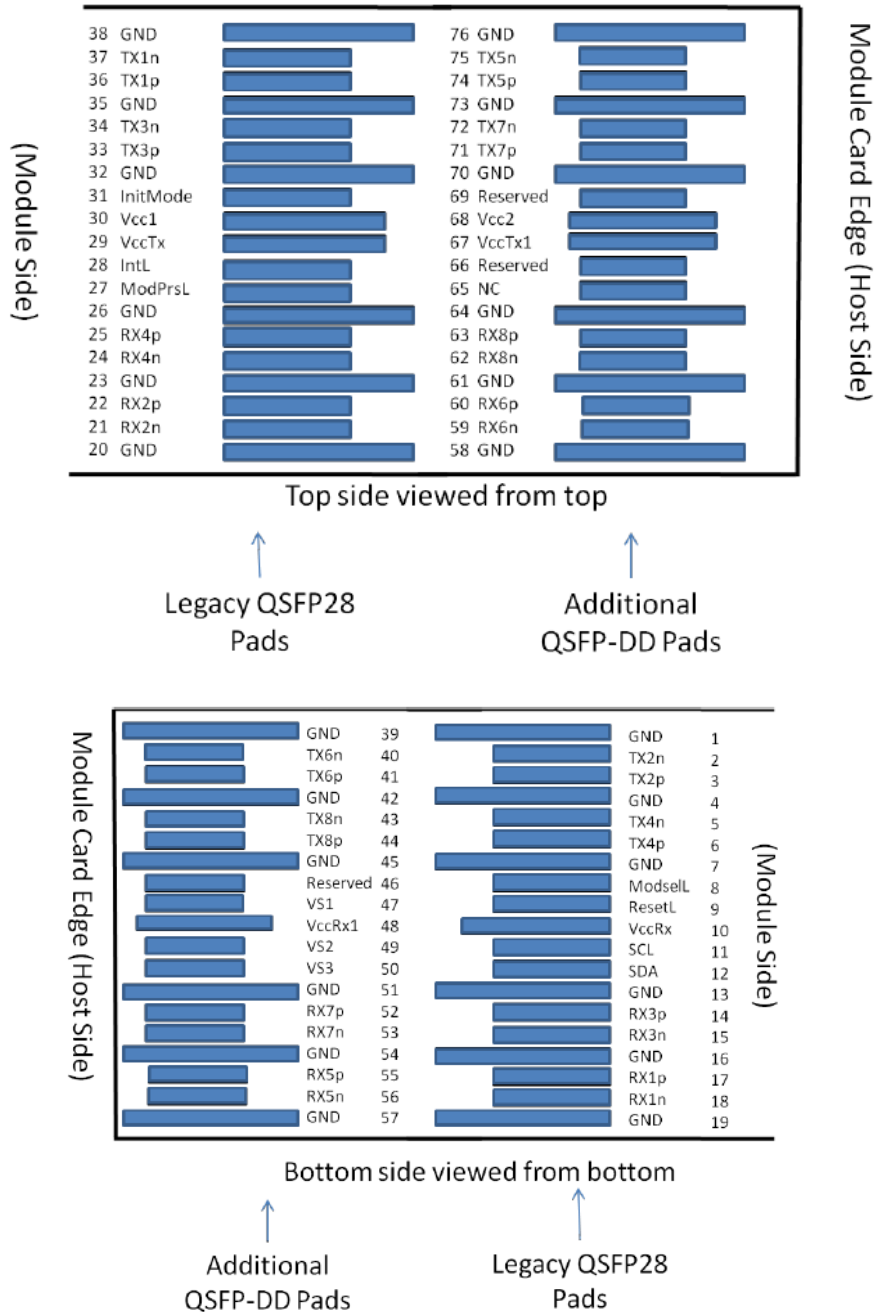 38 GND 76 GND
37 TX1n 75 TX5n
36 TX1p 74 TX5p
35 GND 73 GND
34 TX3n 72 TX7n
33 TX3p 71 TX7p
32 GND 70 GND
31 InitMode 69 Reserved
30 Vcc1 68 Vcc2
29 VccTx 67 VccTx1
28 IntL 66 Reserved
27 ModPrsL 65 NC
26 GND 64 GND
25 RX4p 63 RX8p
24 RX4n 62 RX8n
23 GND 61 GND
22 RX2p 60 RX6p
21 RX2n 59 RX6n
20 GND 58 GND
(Module Side)
Module Card Edge (Host Side)
Top side viewed from top
Legacy QSFP28
Pads
Additional
QSFP-DD Pads
Module Card Edge (Host Side)
GND 39 GND 1
TX6n 40 TX2n 2
TX6p 41 TX2p 3
GND 42 GND 4
TX8n 43 TX4n 5
TX8p 44 TX4p 6
GND 45 GND 7
Reserved 46 ModselL 8
VS1 47 ResetL 9
VccRx1 48 VccRx 10
VS2 49 SCL 11
VS3 50 SDA 12
GND 51 GND 13
RX7p 52 RX3p 14
RX7n 53 RX3n 15
GND 54 GND 16
RX5p 55 RX1p 17
RX5n 56 RX1n 18
GND 57 GND 19
(Module Side)
Bottom side viewed from bottom
Additional
QSFP-DD Pads
Legacy QSFP28
Pads